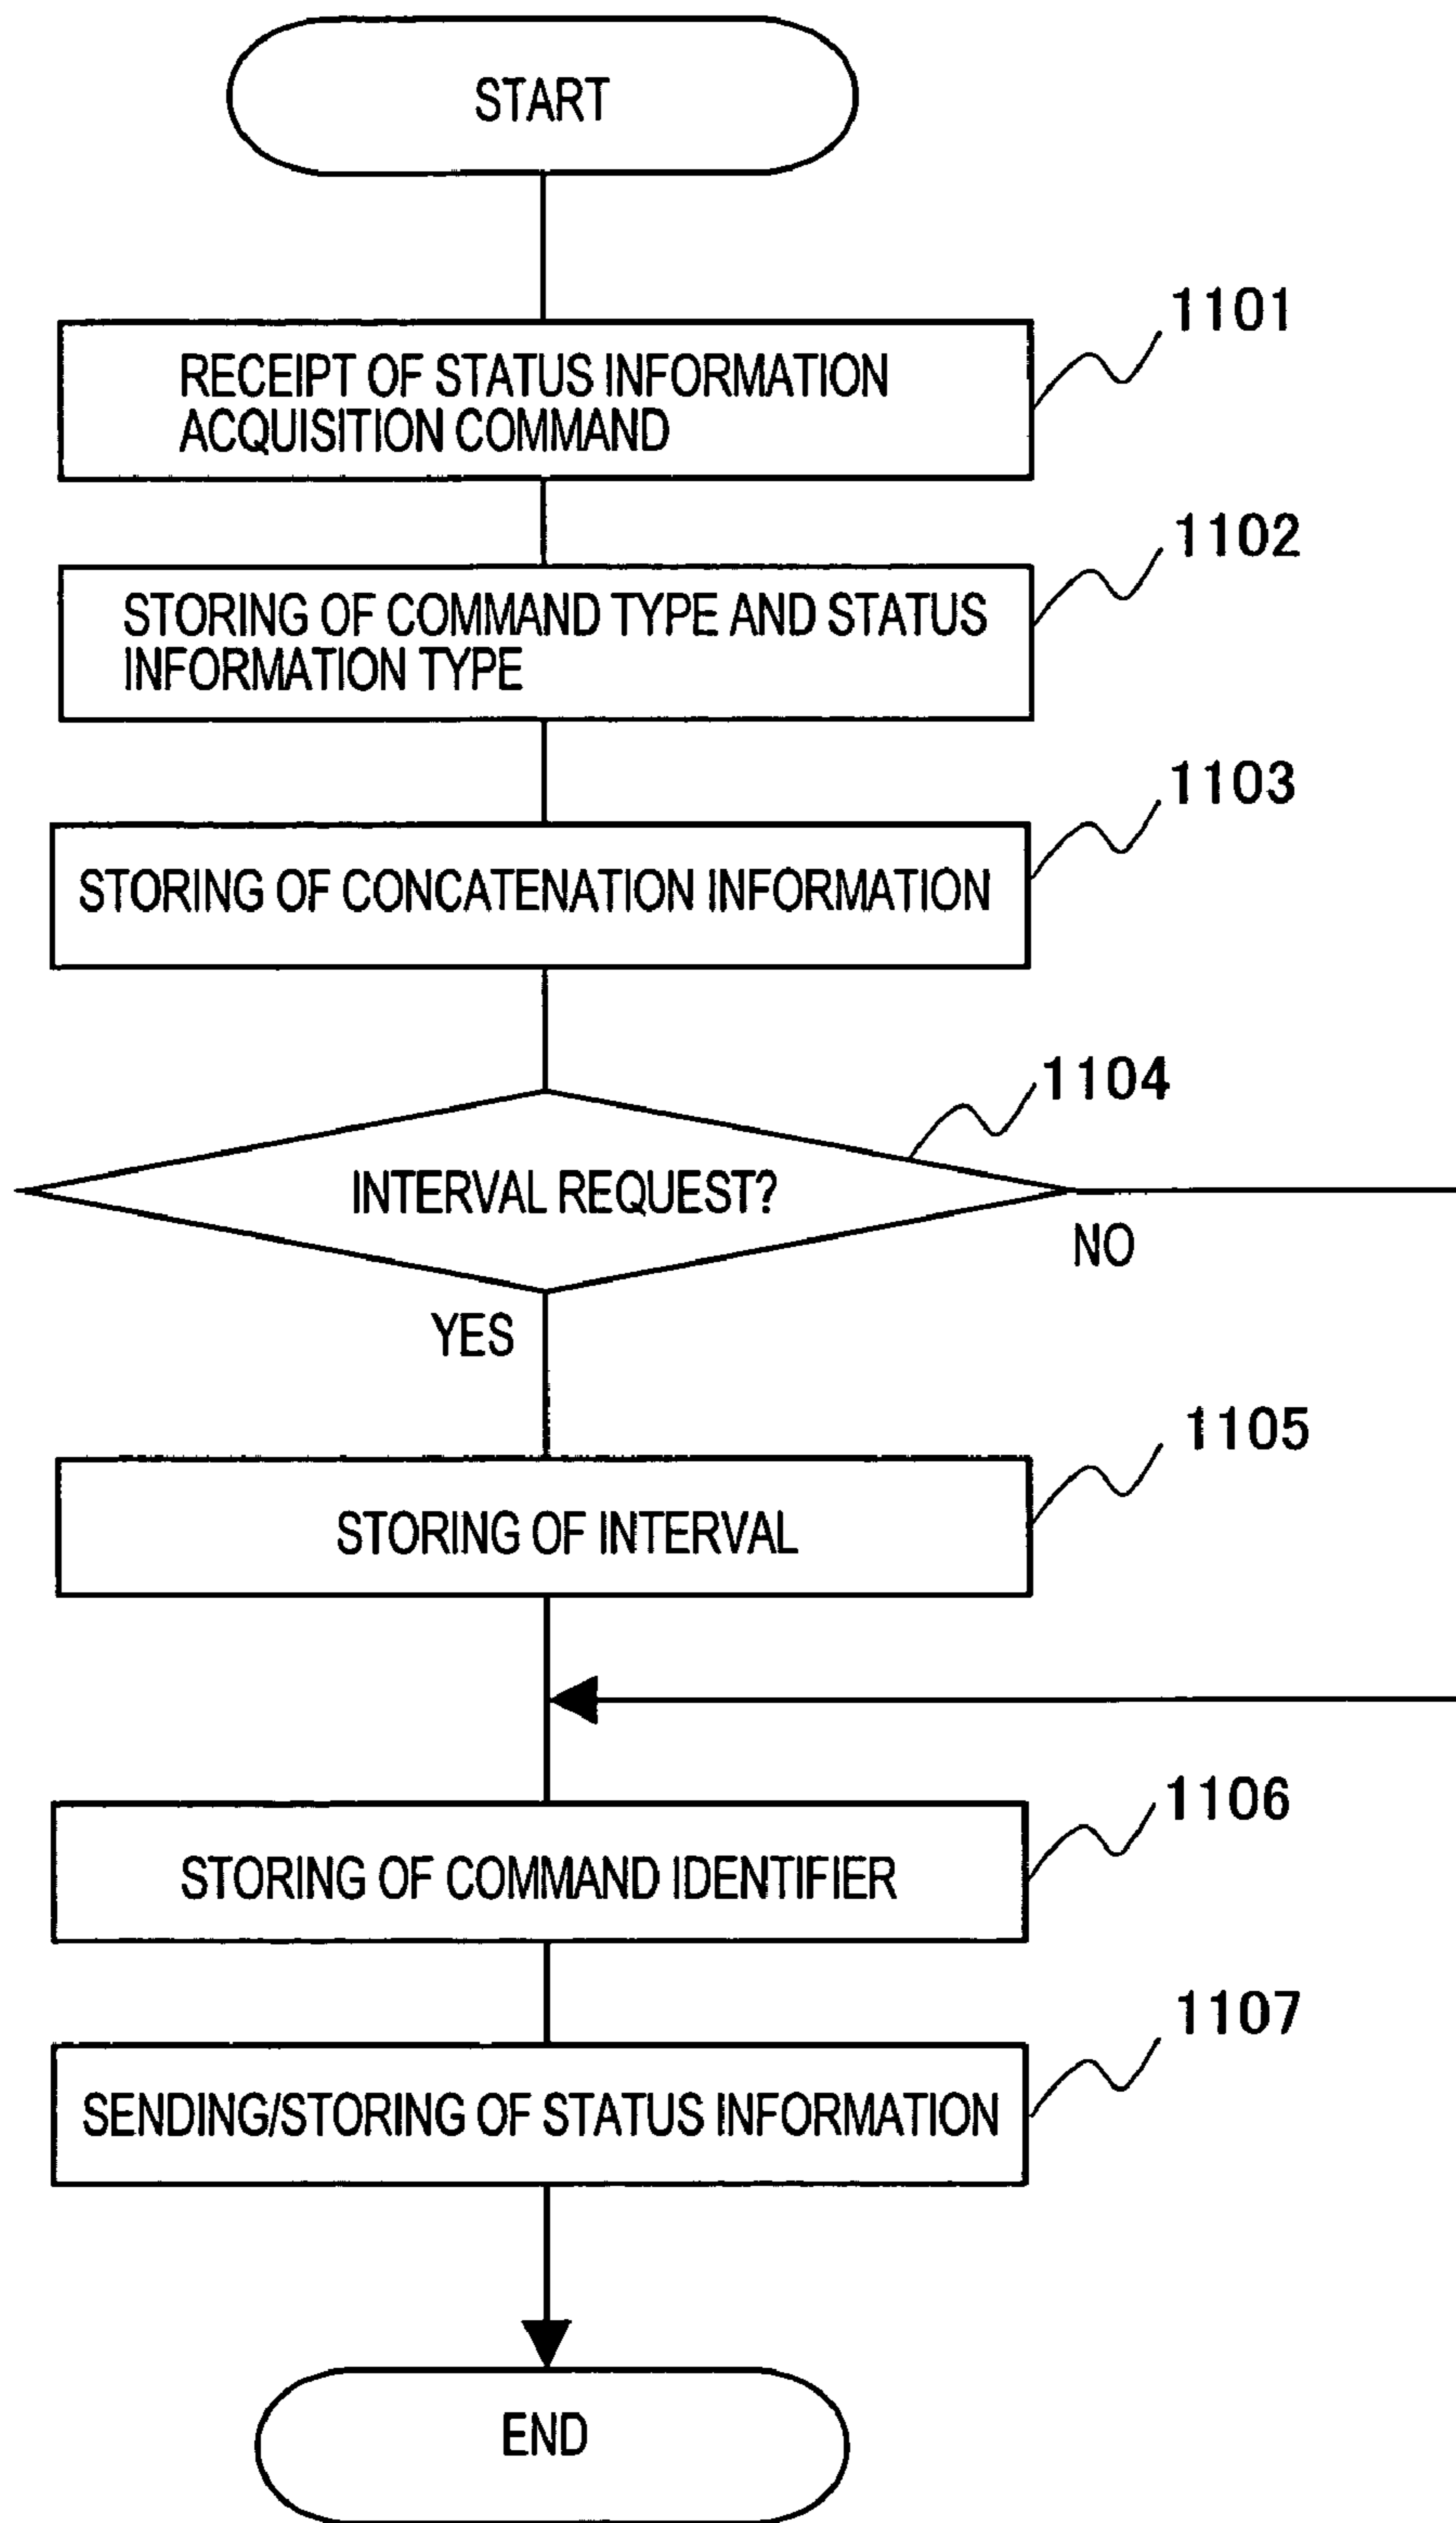 START
1101
RECEIPT OF STATUS INFORMATION
ACQUISITION COMMAND
1102
STORING OF COMMAND TYPE AND STATUS
INFORMATION TYPE
1103
STORING OF CONCATENATION INFORMATION
1104
INTERVAL REQUEST?
NO
YES
1105
STORING OF INTERVAL
1106
STORING OF COMMAND IDENTIFIER
1107
SENDING/STORING OF STATUS INFORMATION
END